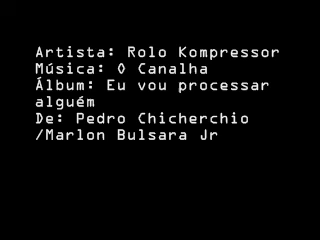 Artista: Rolo Kompressor
Música: O Canalha
Álbum: Eu vou processar
alguém
De: Pedro Chicherchio
/Marlon Bulsara Jr